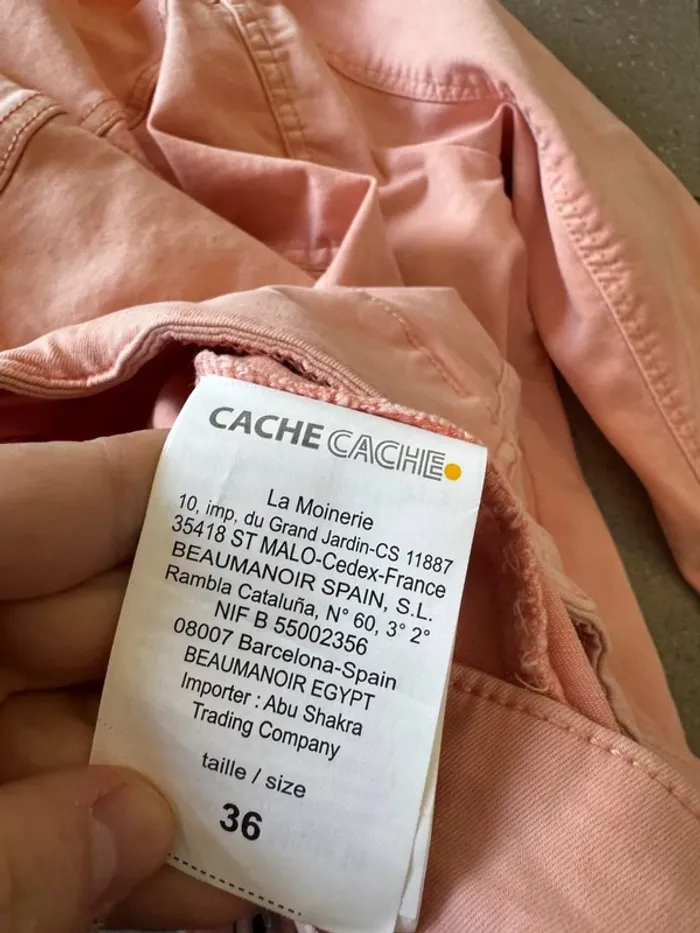 CACHE CACHE
La Moinerie
10, imp. du Grand Jardin-CS 11887
35418 ST MALO-Cedex-France
BEAUMANOIR SPAIN, S.L.
Rambla Cataluña, N° 60, 3° 2°
NIF B 55002356
08007 Barcelona-Spain
BEAUMANOIR EGYPT
Importer : Abu Shakra
Trading Company
taille / size
36